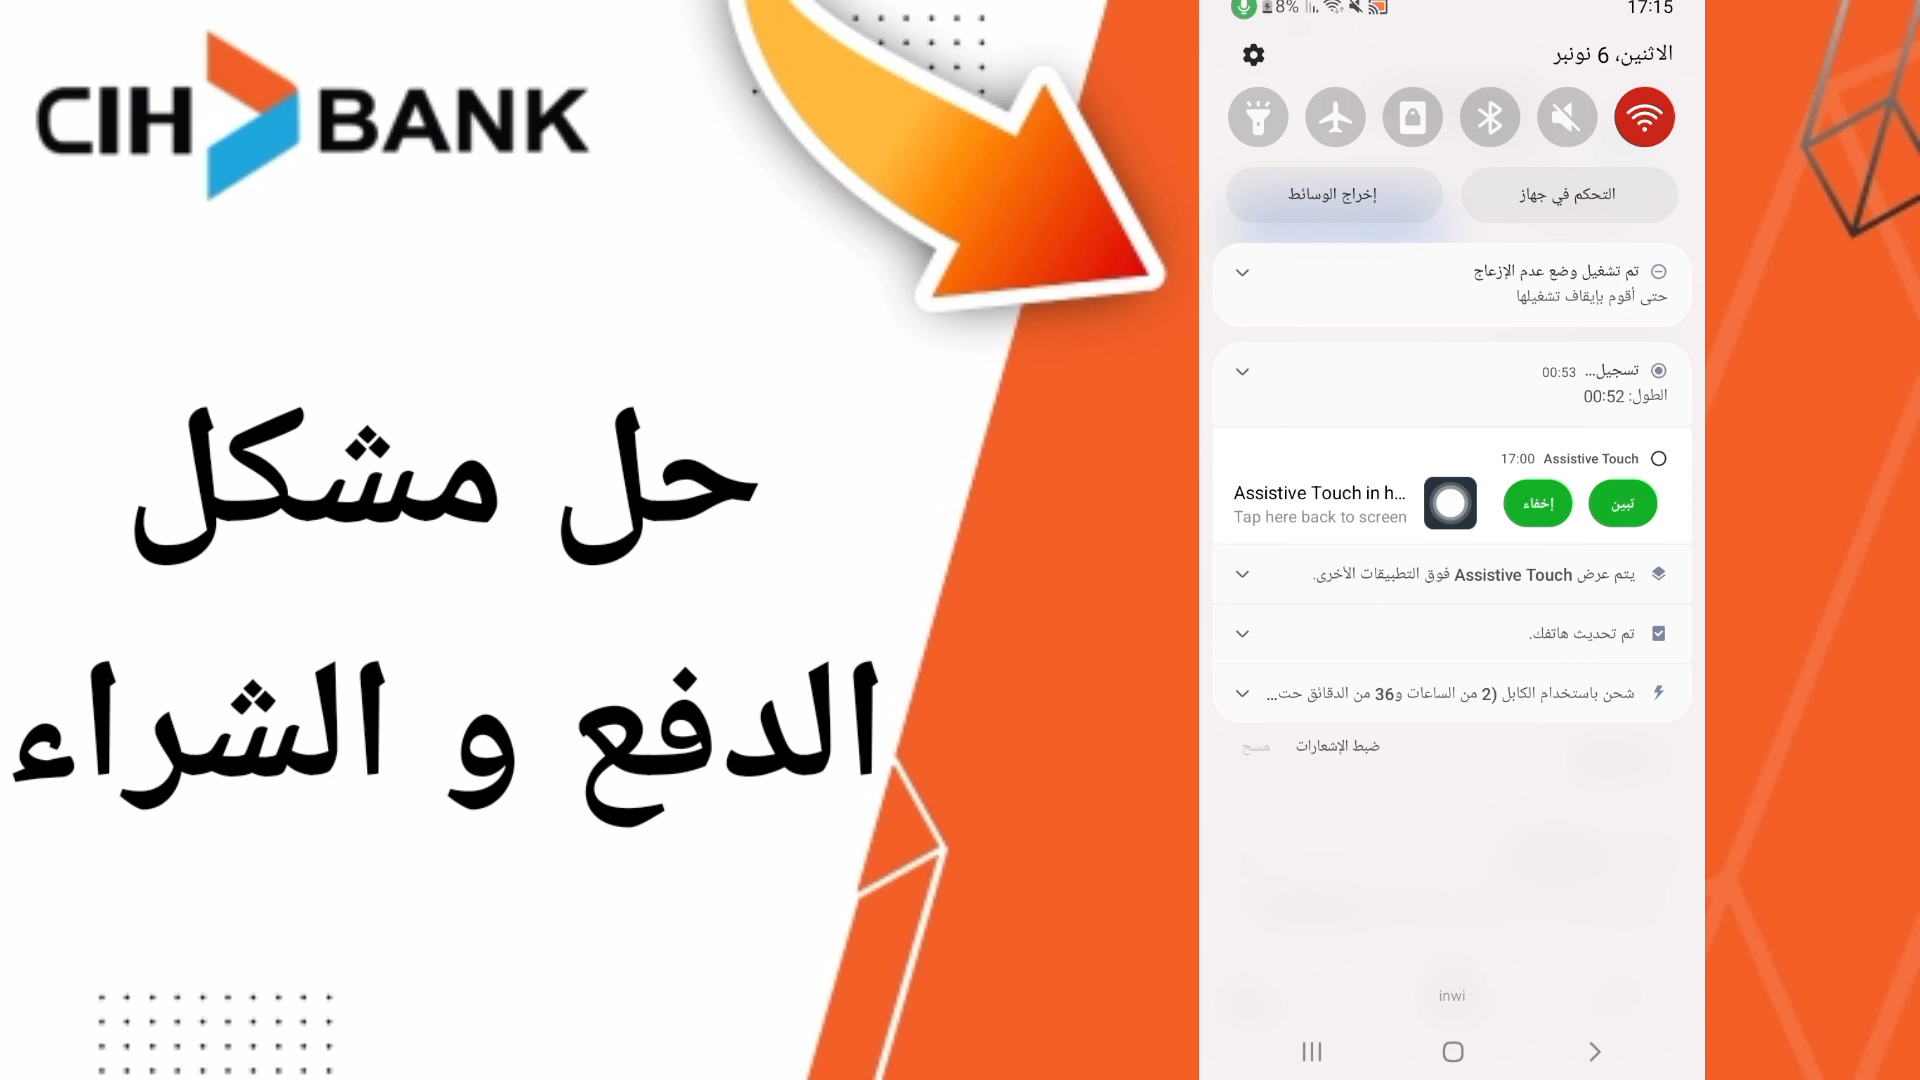 CIH BANK
حل مشكل
الدفع و الشراء
8% 17:15
الاثنين، 6 نونبر
التحكم في جهاز
إخراج الوسائط
تم تشغيل وضع عدم الإزعاج
حتى أقوم بإيقاف تشغيلها
تسجيل... 00:53
الطول: 00:52
Assistive Touch 17:00
Assistive Touch in h...
Tap here back to screen
تبين
إخفاء
يتم عرض Assistive Touch فوق التطبيقات الأخرى.
تم تحديث هاتفك.
شحن باستخدام الكابل (2 من الساعات و36 من الدقائق حت...
ضبط الإشعارات
مسح
inwi